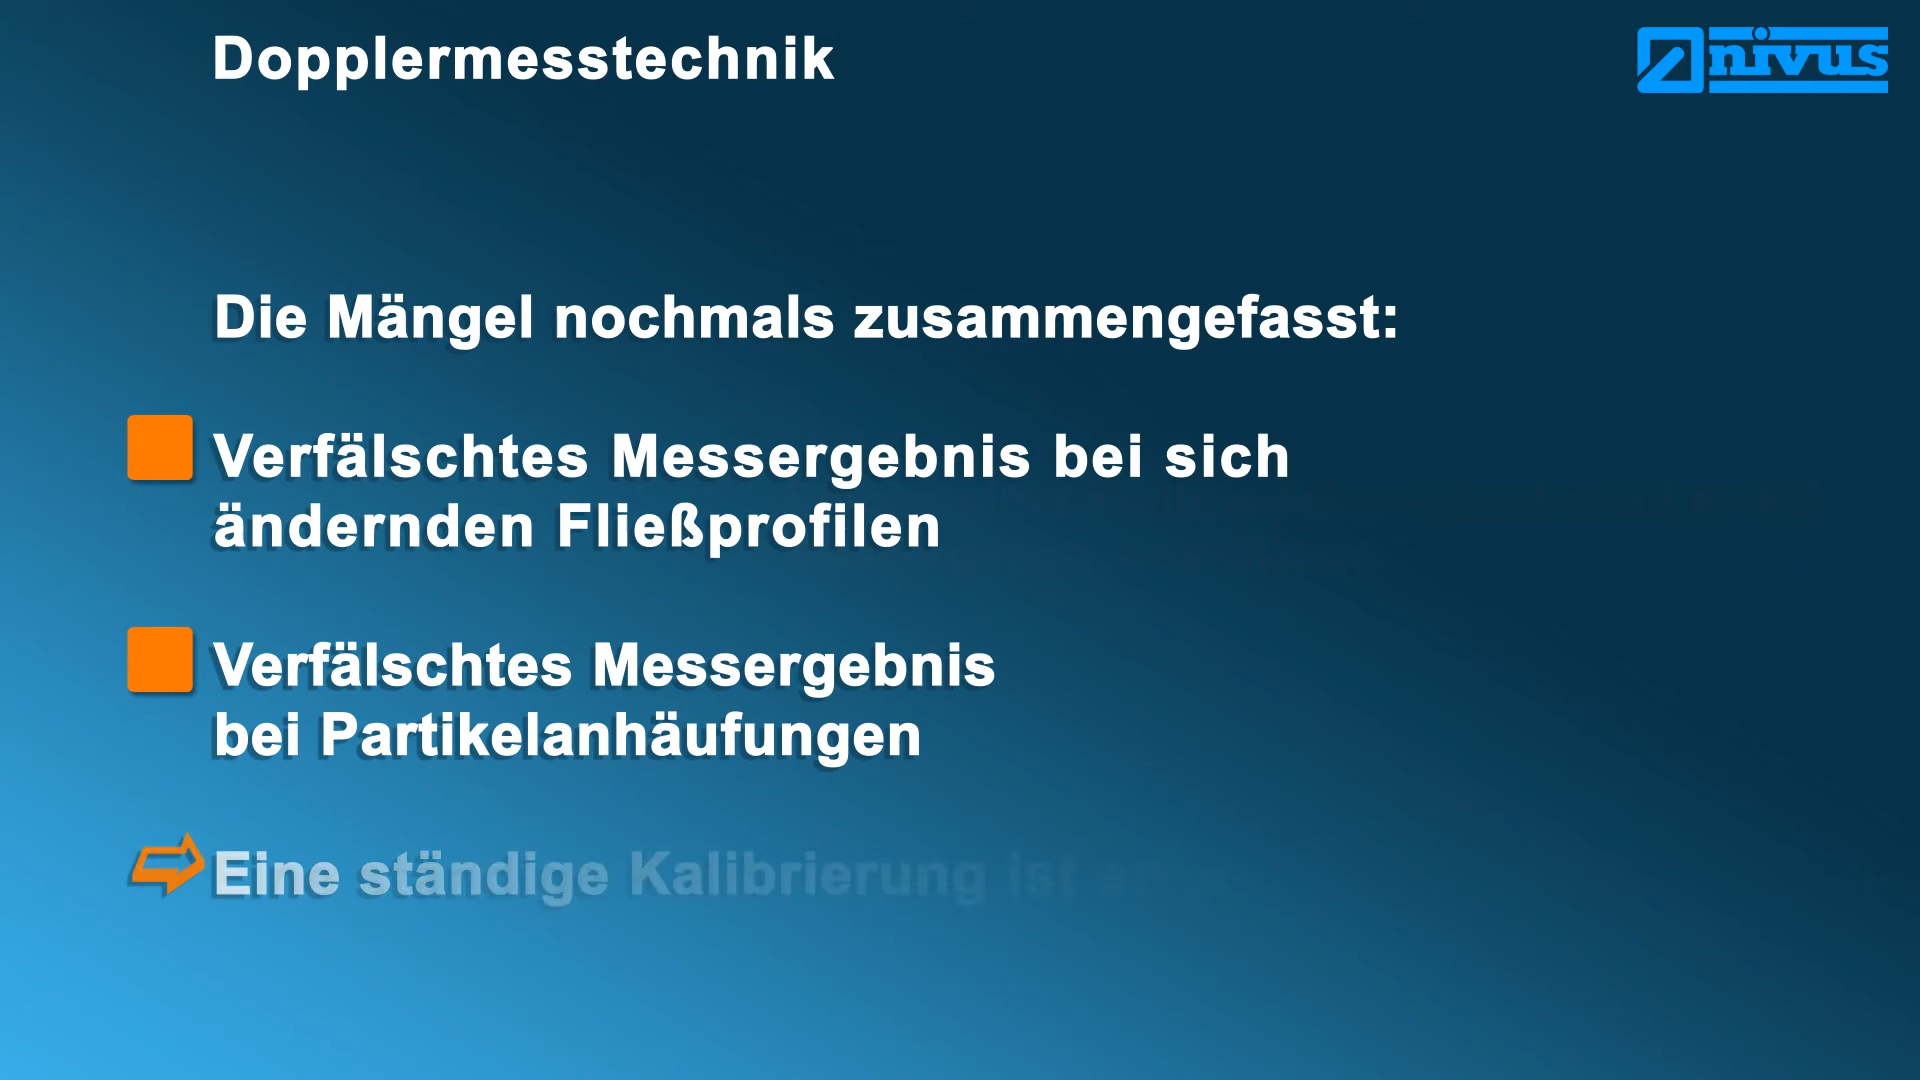 Dopplermesstechnik
nivus
Die Mängel nochmals zusammengefasst:
Verfälschtes Messergebnis bei sich
ändernden Fließprofilen
Verfälschtes Messergebnis
bei Partikelanhäufungen
Eine ständige Kalibrierung ist